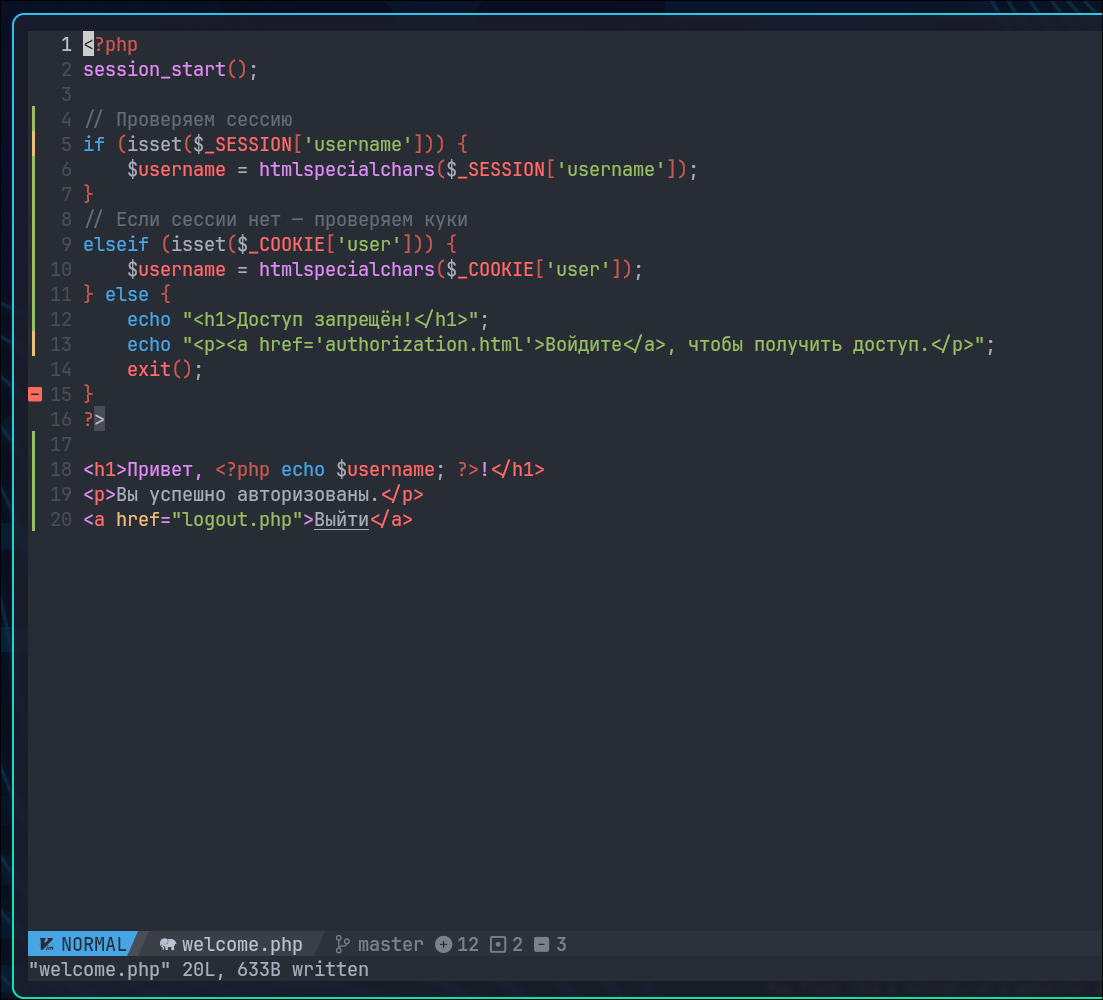 1 <?php
2 session_start();
3
4 // Проверяем сессию
5 if (isset($_SESSION['username'])) {
6     $username = htmlspecialchars($_SESSION['username']);
7 }
8 // Если сессии нет — проверяем куки
9 elseif (isset($_COOKIE['user'])) {
10     $username = htmlspecialchars($_COOKIE['user']);
11 } else {
12     echo "<h1>Доступ запрещён!</h1>";
13     echo "<p><a href='authorization.html'>Войдите</a>, чтобы получить доступ.</p>";
14     exit();
15 }
16 ?>
17
18 <h1>Привет, <?php echo $username; ?>!</h1>
19 <p>Вы успешно авторизованы.</p>
20 <a href="logout.php">Выйти</a>
NORMAL welcome.php master 12 2 3
"welcome.php" 20L, 633B written